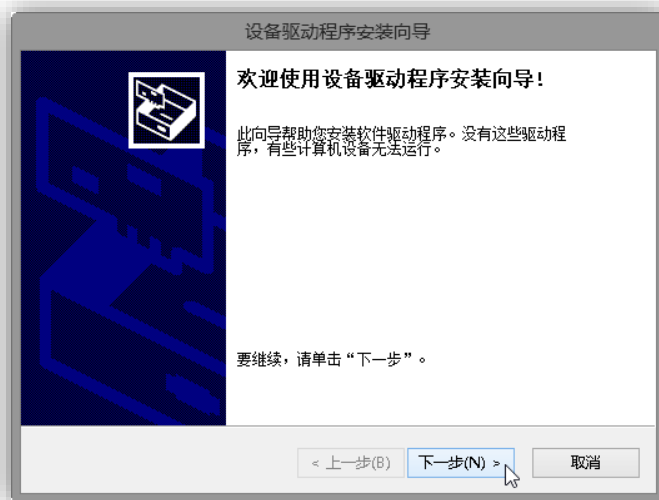 设备驱动程序安装向导
欢迎使用设备驱动程序安装向导!
此向导帮助您安装软件驱动程序。没有这些驱动程
序，有些计算机设备无法运行。
要继续，请单击“下一步”。
< 上一步(B)
下一步(N) >
取消